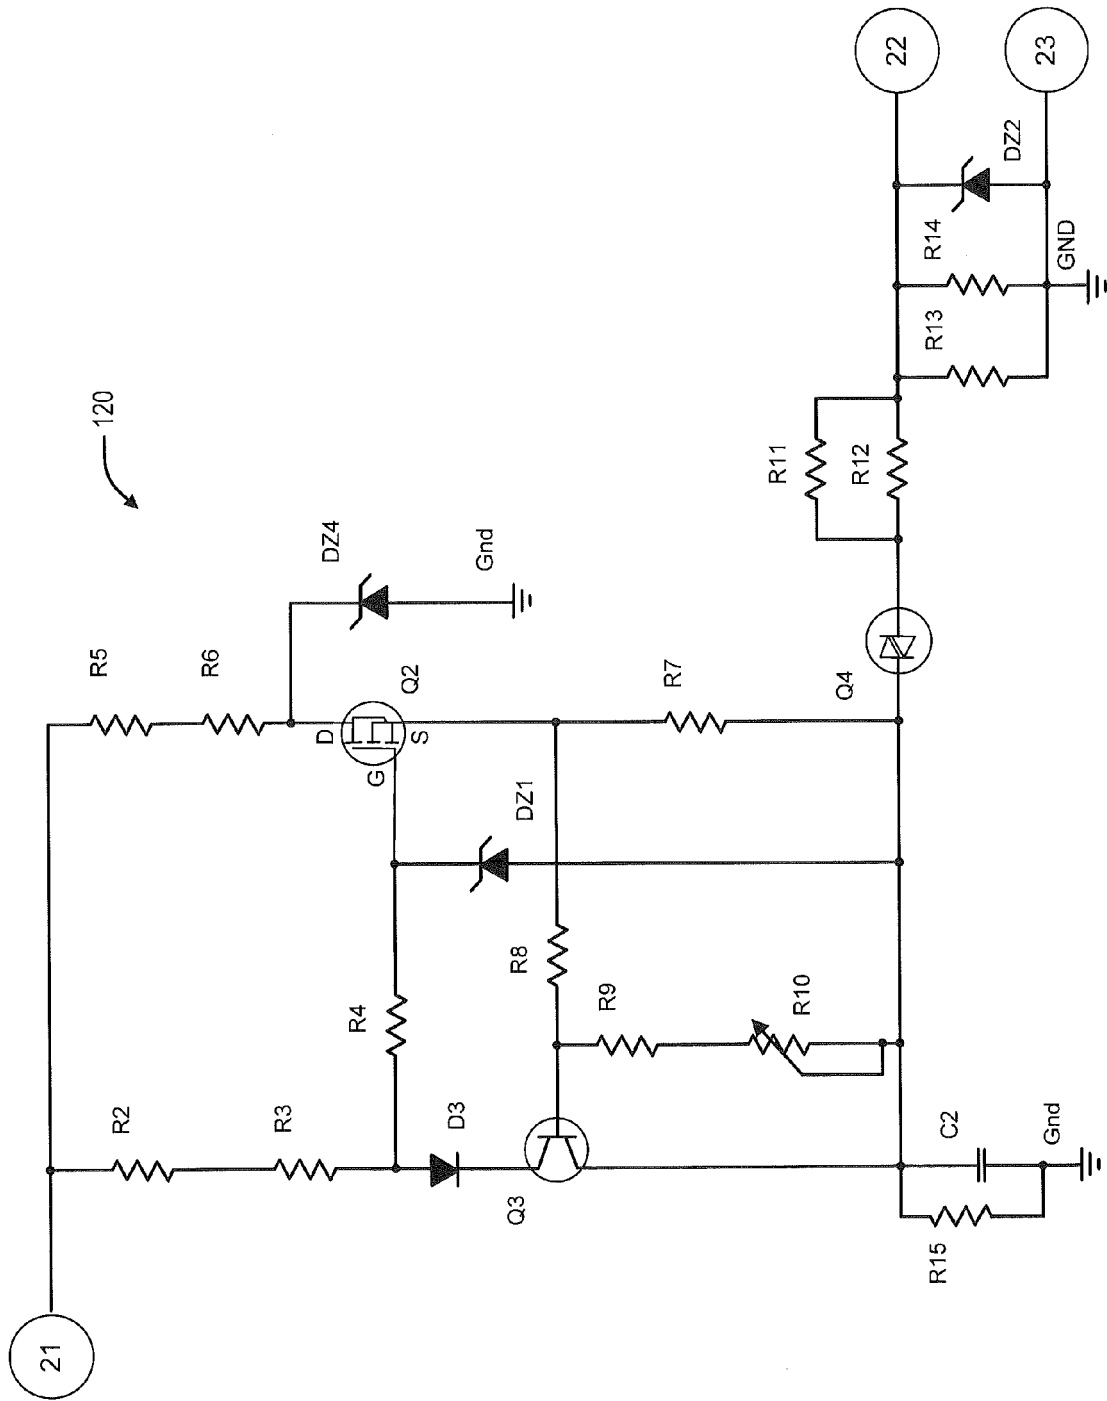 22
23
DZ2
R14
GND
R13
120
R11
R12
DZ4
Gnd
R5
R6
Q2
R7
D
S
G
Q4
DZ1
R8
R9
R10
R4
R2
R3
D3
C2
Gnd
Q3
R15
21